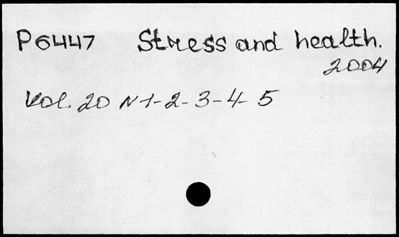 P6447 Stress and health.
2004
Vol. 20 N 1-2-3-4-5